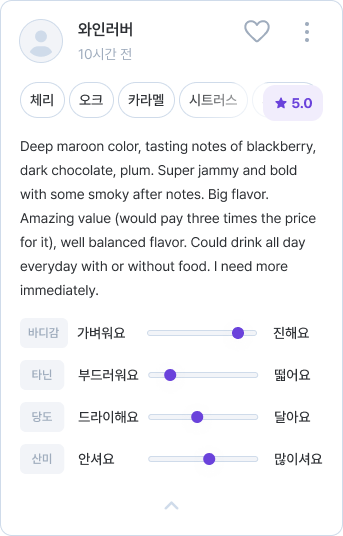 와인러버
10시간 전
체리 오크 카라멜 시트러스 5.0
Deep maroon color, tasting notes of blackberry,
dark chocolate, plum. Super jammy and bold
with some smoky after notes. Big flavor.
Amazing value (would pay three times the price
for it), well balanced flavor. Could drink all day
everyday with or without food. I need more
immediately.
바디감 가벼워요 진해요
타닌 부드러워요 떫어요
당도 드라이해요 달아요
산미 안셔요 많이셔요